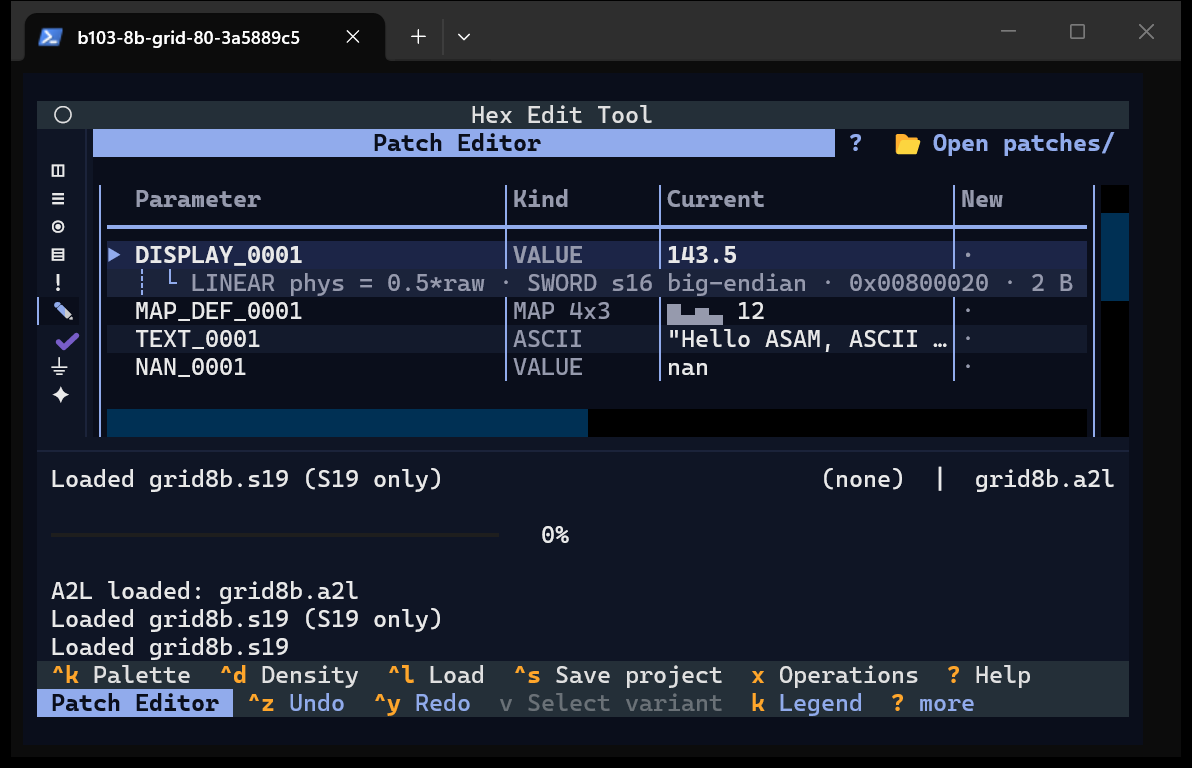 b103-8b-grid-80-3a5889c5
Hex Edit Tool
Patch Editor ? Open patches/
Parameter Kind Current New
DISPLAY_0001 VALUE 143.5 ·
└ LINEAR phys = 0.5*raw · SWORD s16 big-endian · 0x00800020 · 2 B
MAP_DEF_0001 MAP 4x3 12 ·
TEXT_0001 ASCII "Hello ASAM, ASCII … ·
NAN_0001 VALUE nan ·
Loaded grid8b.s19 (S19 only) (none) | grid8b.a2l
0%
A2L loaded: grid8b.a2l
Loaded grid8b.s19 (S19 only)
Loaded grid8b.s19
^k Palette ^d Density ^l Load ^s Save project x Operations ? Help
Patch Editor ^z Undo ^y Redo v Select variant k Legend ? more